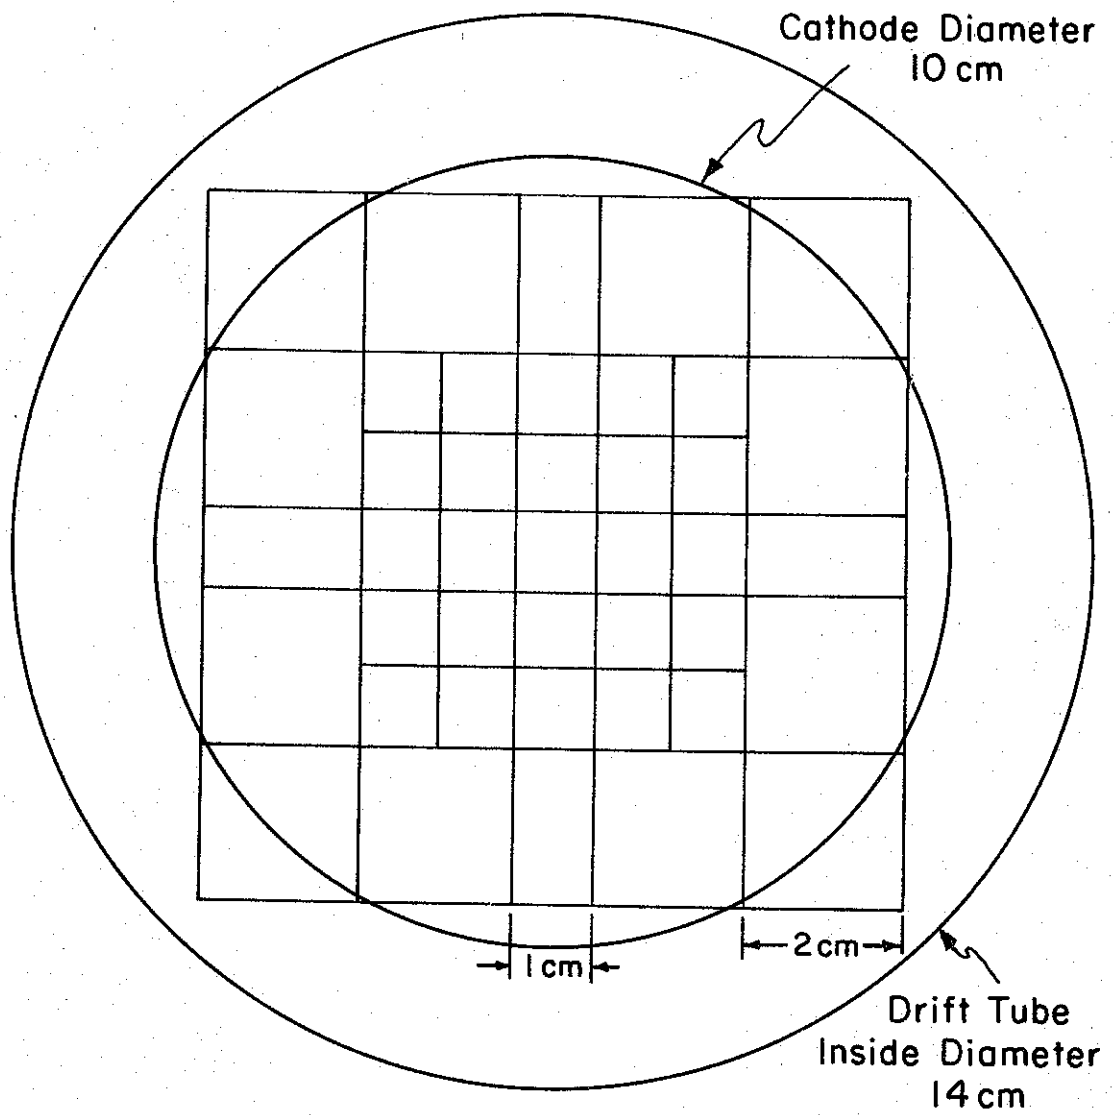 Cathode Diameter
10 cm
1 cm
2 cm
Drift Tube
Inside Diameter
14 cm